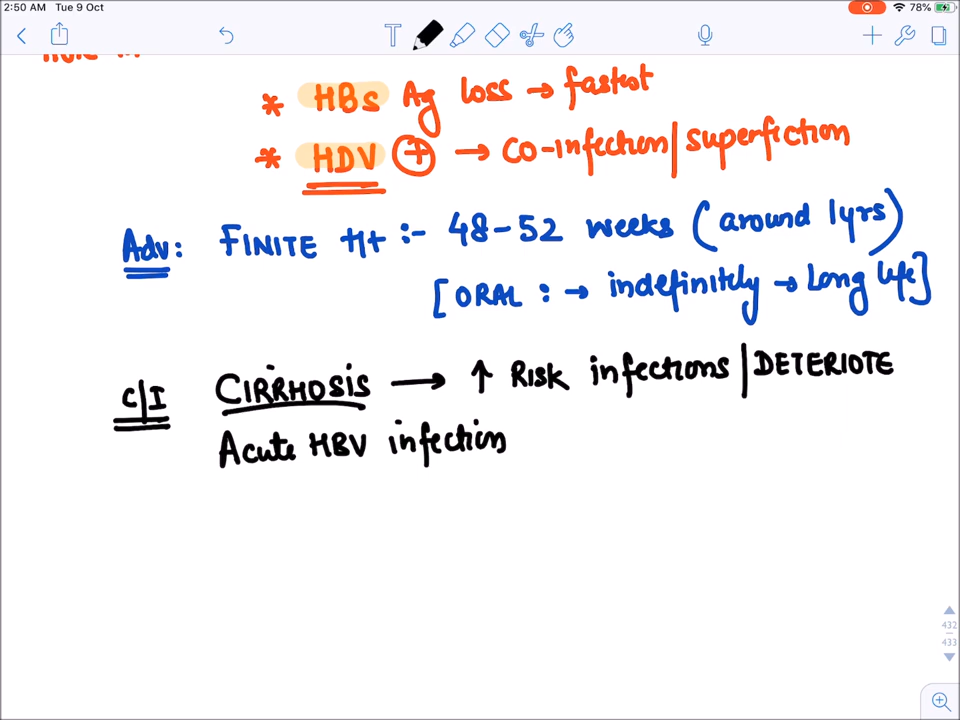 2:50 AM Tue 9 Oct 78%
* HBs Ag loss → fastest
* HDV + → Co-infection/superfection
Adv: FINITE ttt :- 48-52 weeks (around 1yrs)
[ORAL : → indefinitely → Long life]
C/I CIRRHOSIS → ↑ RISK infections / DETERIOTE
Acute HBV infection
432
433